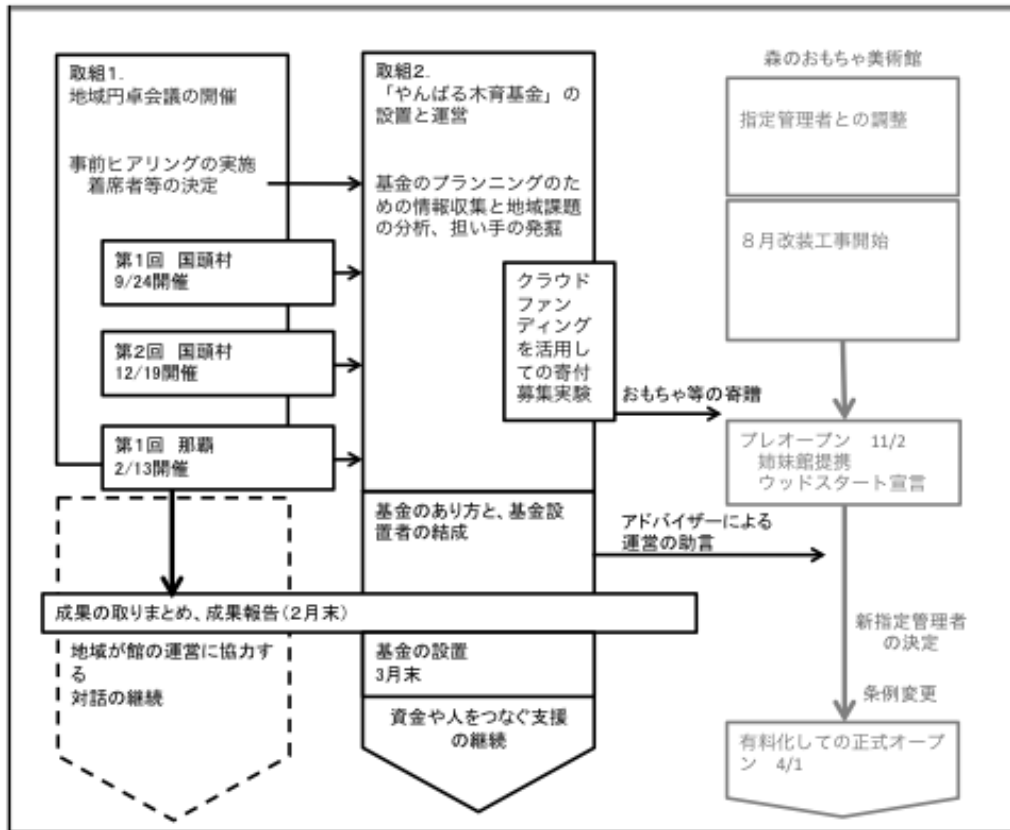 取組1.
地域円卓会議の開催
事前ヒアリングの実施
着席者等の決定
第1回 国頭村
9/24開催
第2回 国頭村
12/19開催
第1回 那覇
2/13開催
取組2.
「やんばる木育基金」の
設置と運営
基金のプランニングのた
めの情報収集と地域課題
の分析、担い手の発掘
クラウド
ファン
ディング
を活用し
ての寄付
募集実験
おもちゃ等の寄贈
基金のあり方と、基金設
置者の結成
アドバイザーによる
運営の助言
成果の取りまとめ、成果報告(2月末)
地域が館の運営に協力す
る
対話の継続
基金の設置
3月末
資金や人をつなぐ支援
の継続
森のおもちゃ美術館
指定管理者との調整
8月改装工事開始
プレオープン 11/2
姉妹館提携
ウッドスタート宣言
新指定管理者
の決定
条例変更
有料化しての正式オープ
ン 4/1